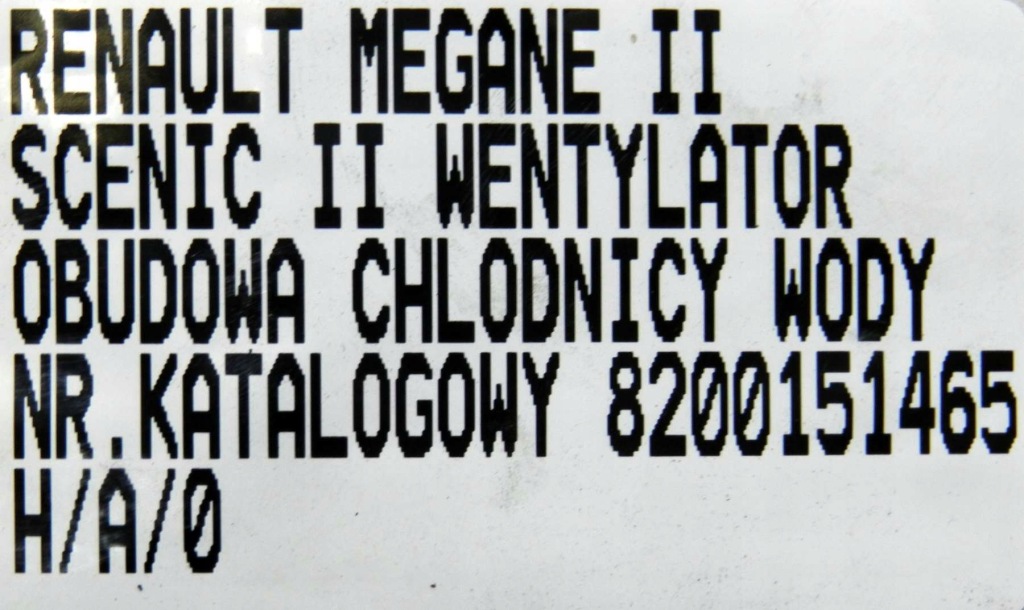 RENAULT MEGANE II
SCENIC II WENTYLATOR
OBUDOWA CHLODNICY WODY
NR.KATALOGOWY 8200151465
H/A/0